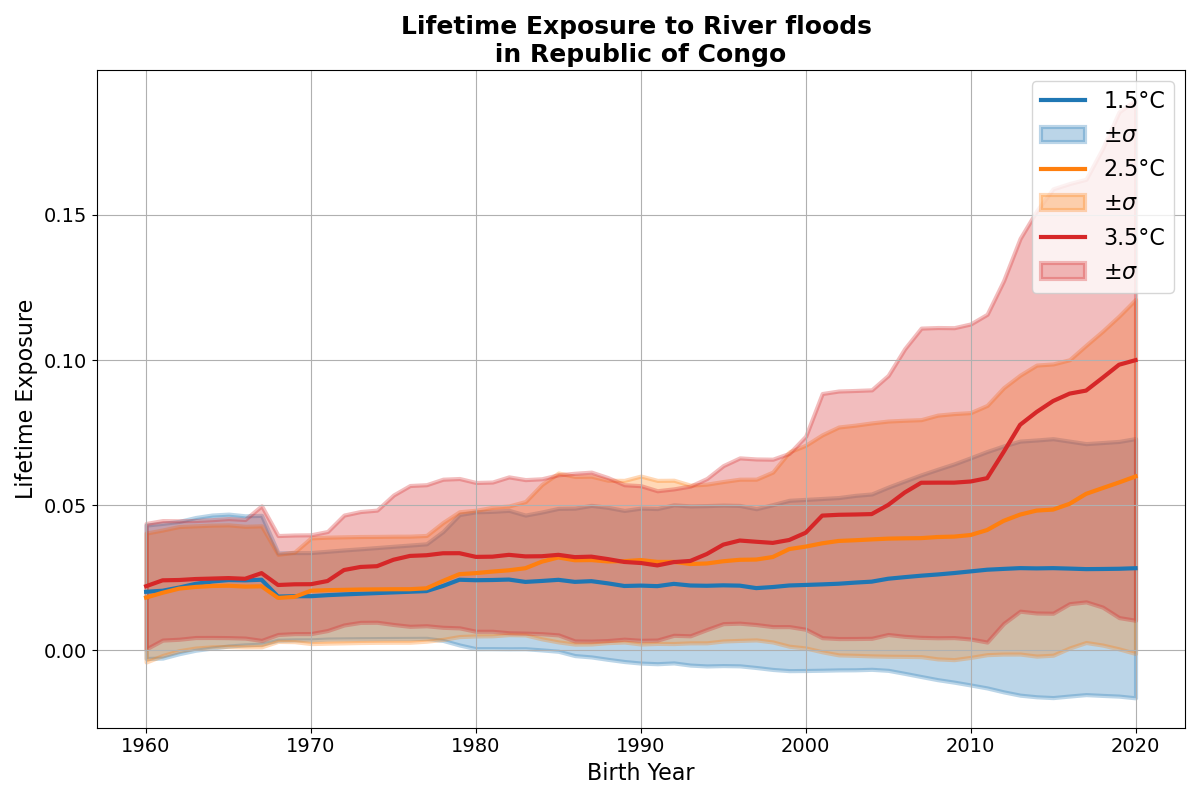 Lifetime Exposure to River floods
in Republic of Congo
1.5°C
±σ
2.5°C
±σ
3.5°C
±σ
Lifetime Exposure
0.15
0.10
0.05
0.00
1960 1970 1980 1990 2000 2010 2020
Birth Year